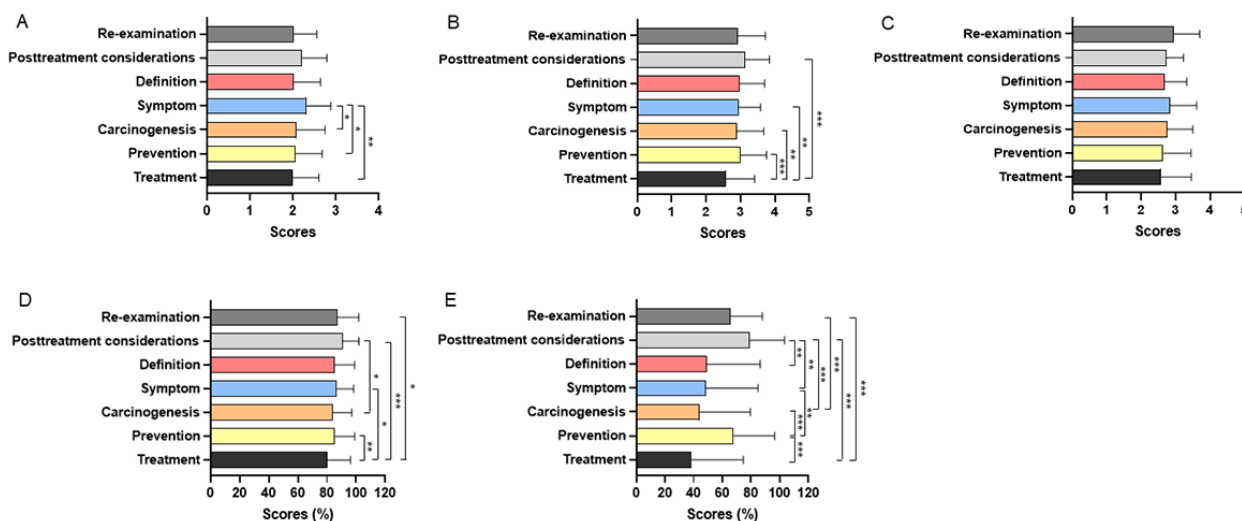 A
Re-examination
Posttreatment considerations
Definition
Symptom
Carcinogenesis
Prevention
Treatment
*
*
**
0 1 2 3 4
Scores
B
Re-examination
Posttreatment considerations
Definition
Symptom
Carcinogenesis
Prevention
Treatment
***
***
**
**
***
0 1 2 3 4 5
Scores
C
Re-examination
Posttreatment considerations
Definition
Symptom
Carcinogenesis
Prevention
Treatment
0 1 2 3 4 5
Scores
D
Re-examination
Posttreatment considerations
Definition
Symptom
Carcinogenesis
Prevention
Treatment
**
*
*
***
*
0 20 40 60 80 100 120
Scores (%)
E
Re-examination
Posttreatment considerations
Definition
Symptom
Carcinogenesis
Prevention
Treatment
**
**
***
***
**
***
***
***
***
0 20 40 60 80 100 120
Scores (%)